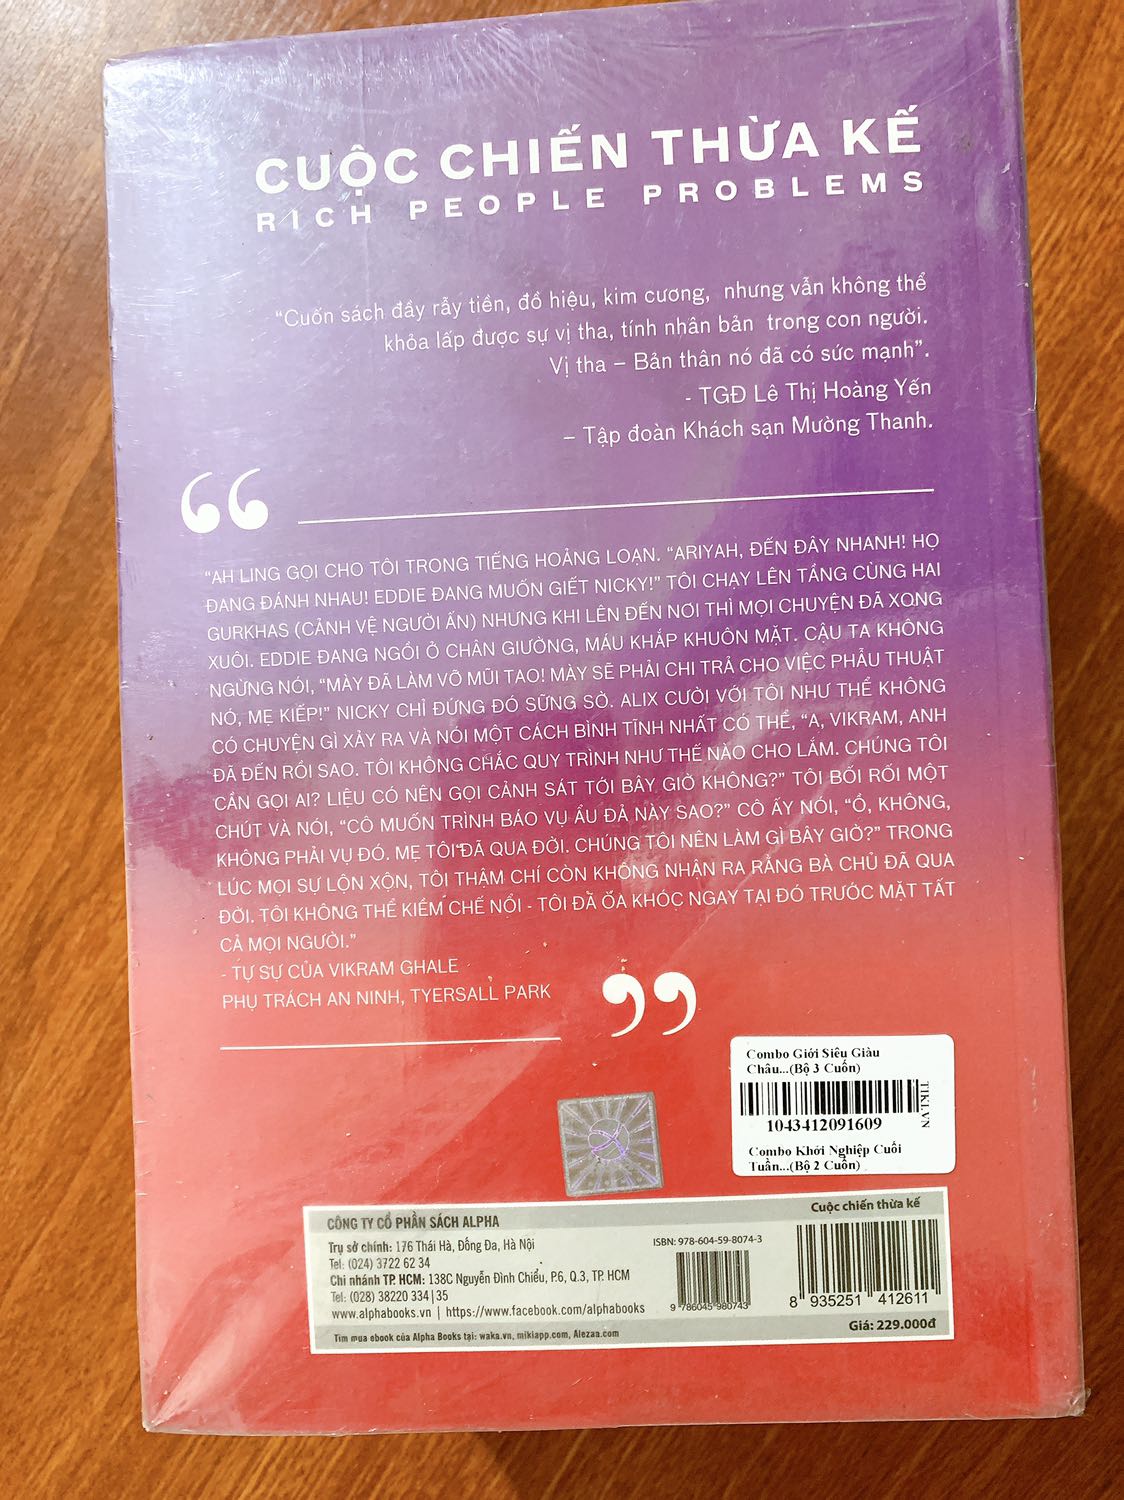 CUỘC CHIẾN THỪA KẾ
RICH PEOPLE PROBLEMS
“Cuốn sách đầy rẫy tiền, đồ hiệu, kim cương, nhưng vẫn không thể
khỏa lấp được sự vị tha, tính nhân bản trong con người.
Vị tha – Bản thân nó đã có sức mạnh”.
- TGĐ Lê Thị Hoàng Yến
– Tập đoàn Khách sạn Mường Thanh.
“
“AH LING GỌI CHO TÔI TRONG TIẾNG HOẢNG LOẠN. “ARIYAH, ĐẾN ĐÂY NHANH! HỌ
ĐANG ĐÁNH NHAU! EDDIE ĐANG MUỐN GIẾT NICKY!” TÔI CHẠY LÊN TẦNG CÙNG HAI
GURKHAS (CẢNH VỆ NGƯỜI ẤN) NHƯNG KHI LÊN ĐẾN NƠI THÌ MỌI CHUYỆN ĐÃ XONG
XUÔI. EDDIE ĐANG NGỒI Ở CHÂN GIƯỜNG, MÁU KHẮP KHUÔN MẶT. CẬU TA KHÔNG
NGỪNG NÓI, “MÀY ĐÃ LÀM VỠ MŨI TAO! MÀY SẼ PHẢI CHI TRẢ CHO VIỆC PHẪU THUẬT
NÓ, MẸ KIẾP!” NICKY CHỈ ĐỨNG ĐÓ SỮNG SỜ. ALIX CƯỜI VỚI TÔI NHƯ THỂ KHÔNG
CÓ CHUYỆN GÌ XẢY RA VÀ NÓI MỘT CÁCH BÌNH TĨNH NHẤT CÓ THỂ, “A, VIKRAM, ANH
ĐÃ ĐẾN RỒI SAO. TÔI KHÔNG CHẮC QUY TRÌNH NHƯ THẾ NÀO CHO LẮM. CHÚNG TÔI
CẦN GỌI AI? LIỆU CÓ NÊN GỌI CẢNH SÁT TỚI BÂY GIỜ KHÔNG?” TÔI BỐI RỐI MỘT
CHÚT VÀ NÓI, “CÔ MUỐN TRÌNH BÁO VỤ ẨU ĐẢ NÀY SAO?” CÔ ẤY NÓI, “Ồ, KHÔNG,
KHÔNG PHẢI VỤ ĐÓ. MẸ TÔI ĐÃ QUA ĐỜI. CHÚNG TÔI NÊN LÀM GÌ BÂY GIỜ?” TRONG
LÚC MỌI SỰ LỘN XỘN, TÔI THẬM CHÍ CÒN KHÔNG NHẬN RA RẰNG BÀ CHỦ ĐÃ QUA
ĐỜI. TÔI KHÔNG THỂ KIỀM CHẾ NỔI - TÔI ĐÃ ÒA KHÓC NGAY TẠI ĐÓ TRƯỚC MẶT TẤT
CẢ MỌI NGƯỜI.”
- TỰ SỰ CỦA VIKRAM GHALE
PHỤ TRÁCH AN NINH, TYERSALL PARK
”
Combo Giới Siêu Giàu
Châu...(Bộ 3 Cuốn)
TIKI.VN
1043412091609
Combo Khởi Nghiệp Cuối
Tuần...(Bộ 2 Cuốn)
CÔNG TY CỔ PHẦN SÁCH ALPHA
Trụ sở chính: 176 Thái Hà, Đống Đa, Hà Nội
Tel: (024) 3722 62 34
Chi nhánh TP. HCM: 138C Nguyễn Đình Chiểu, P.6, Q.3, TP. HCM
Tel: (028) 38220 334 | 35
www.alphabooks.vn | https://www.facebook.com/alphabooks
Tìm mua ebook của Alpha Books tại: waka.vn, mikiapp.com, Alezaa.com
Cuộc chiến thừa kế
ISBN: 978-604-59-8074-3
9 786045 980743
8 935251 412611
Giá: 229.000đ